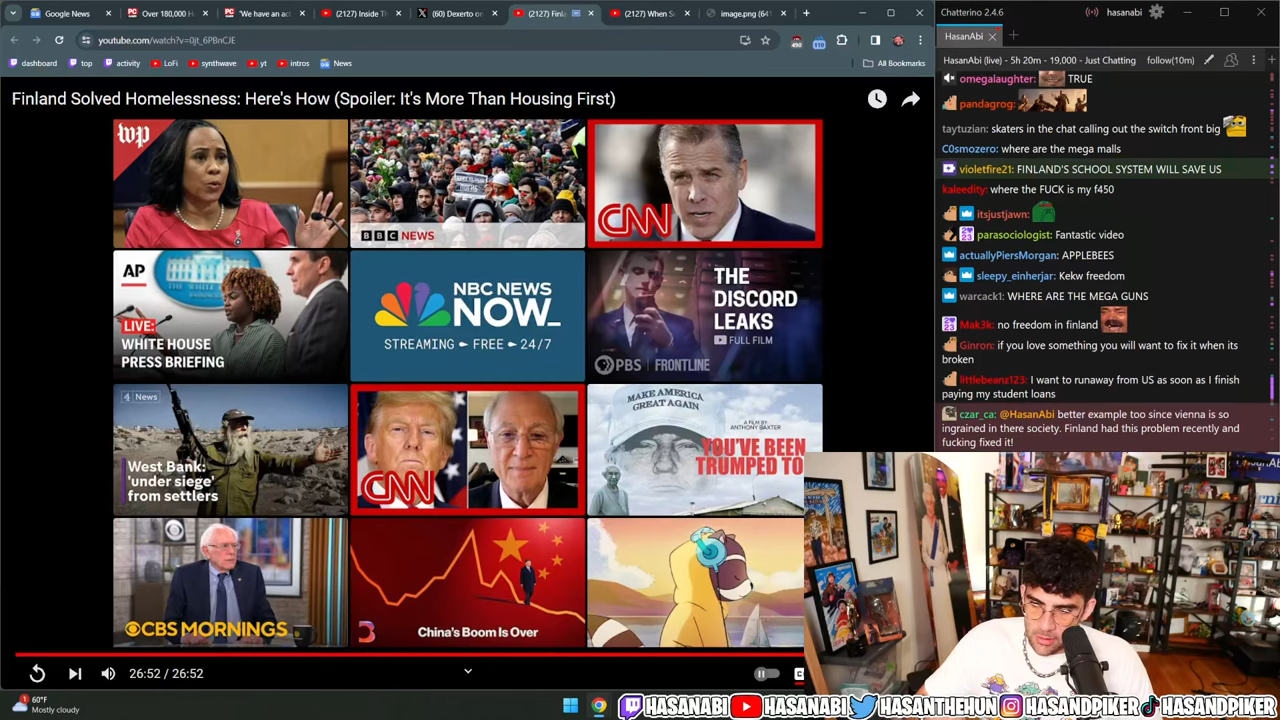 Google News
Over 180,000 H
"We have an act
(2127) Inside T
(60) Dexerto on
(2127) Finl
(2127) When S
image.png (641
youtube.com/watch?v=0jt_6PBnCJE
490
110
dashboard
top
activity
LoFi
synthwave
yt
intros
News
All Bookmarks
Finland Solved Homelessness: Here's How (Spoiler: It's More Than Housing First)
wp
BBC NEWS
CNN
AP
LIVE:
WHITE HOUSE
PRESS BRIEFING
NBC NEWS
NOW_
STREAMING FREE 24/7
THE
DISCORD
LEAKS
FULL FILM
PBS FRONTLINE
4 News
West Bank:
'under siege'
from settlers
CNN
MAKE AMERICA
GREAT AGAIN
A FILM BY
ANTHONY BAXTER
YOU'VE BEEN
TRUMPED TO
CBS MORNINGS
China's Boom Is Over
26:52 / 26:52
60°F
Mostly cloudy
Chatterino 2.4.6
hasanabi
HasanAbi
HasanAbi (live) - 5h 20m - 19,000 - Just Chatting
follow(10m)
omegalaughter: TRUE
pandagrog:
taytuzian: skaters in the chat calling out the switch front big
C0smozero: where are the mega malls
violetfire21: FINLAND'S SCHOOL SYSTEM WILL SAVE US
kaleedity: where the FUCK is my f450
itsjustjawn:
parasociologist: Fantastic video
actuallyPiersMorgan: APPLEBEES
sleepy_einherjar: Kekw freedom
warcack1: WHERE ARE THE MEGA GUNS
Mak3k: no freedom in finland
Ginron: if you love something you will want to fix it when its
broken
littlebeanz123: I want to runaway from US as soon as I finish
paying my student loans
czar_ca: @HasanAbi better example too since vienna is so
ingrained in there society. Finland had this problem recently and
fucking fixed it!
HASANABI
HASANABI
HASANTHEHUN
HASANDPIKER
HASANDPIKER